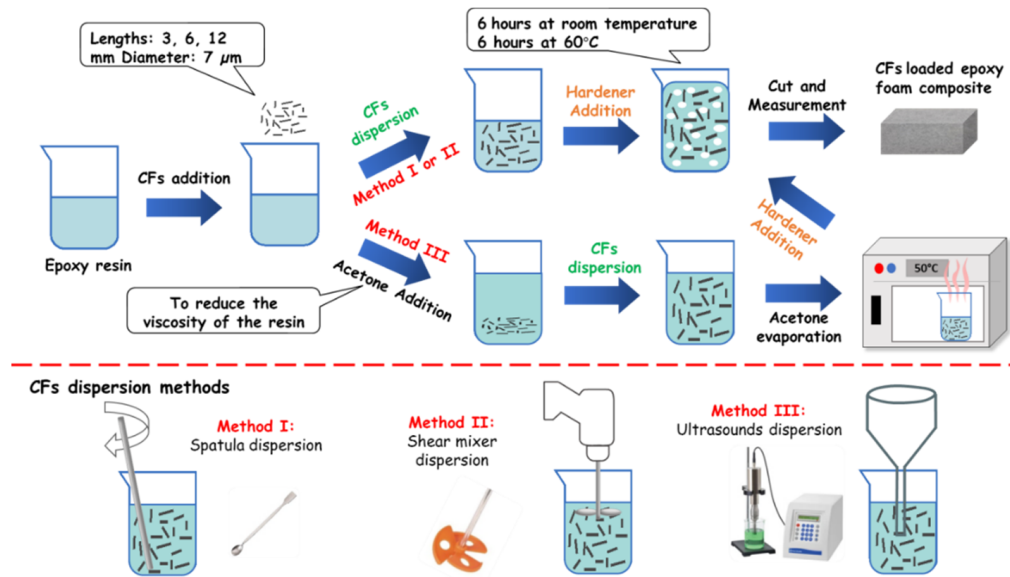 Lengths: 3, 6, 12
mm Diameter: 7 µm
6 hours at room temperature
6 hours at 60°C
CFs
dispersion
Method I or II
Hardener
Addition
Cut and
Measurement
CFs loaded epoxy
foam composite
CFs addition
Epoxy resin
Method III
Acetone Addition
CFs
dispersion
Hardener
Addition
50°C
To reduce the
viscosity of the resin
Acetone
evaporation
CFs dispersion methods
Method I:
Spatula dispersion
Method II:
Shear mixer
dispersion
Method III:
Ultrasounds dispersion